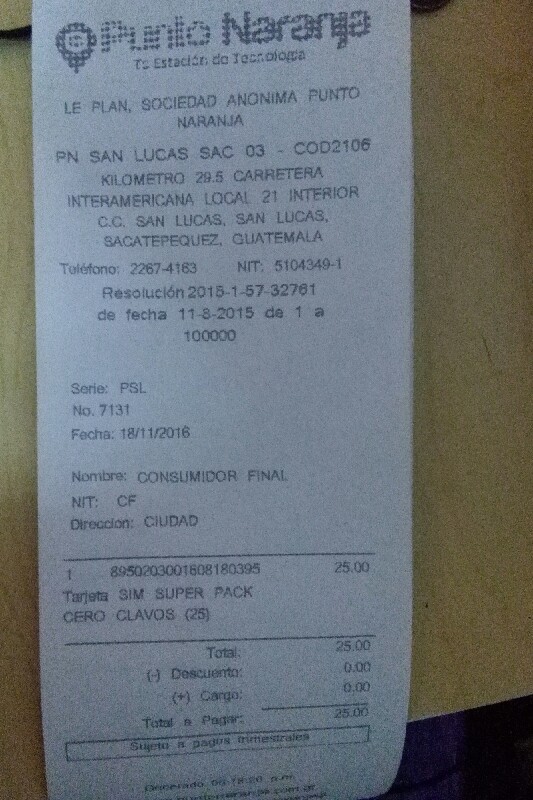 Punto Naranja
Tu Estación de Tecnología
LE PLAN, SOCIEDAD ANONIMA PUNTO
NARANJA
PN SAN LUCAS SAC 03 - COD2106
KILOMETRO 29.5 CARRETERA
INTERAMERICANA LOCAL 21 INTERIOR
C.C. SAN LUCAS, SAN LUCAS,
SACATEPEQUEZ, GUATEMALA
Teléfono: 2267-4163 NIT: 5104349-1
Resolución 2015-1-57-32761
de fecha 11-8-2015 de 1 a
100000
Serie: PSL
No. 7131
Fecha: 18/11/2016
Nombre: CONSUMIDOR FINAL
NIT: CF
Dirección: CIUDAD
1 8950203001608180395 25.00
Tarjeta SIM SUPER PACK
CERO CLAVOS (25)
Total: 25.00
(-) Descuento: 0.00
(+) Cargo: 0.00
Total a Pagar: 25.00
Sujeto a pagos trimestrales
Generado p.m.